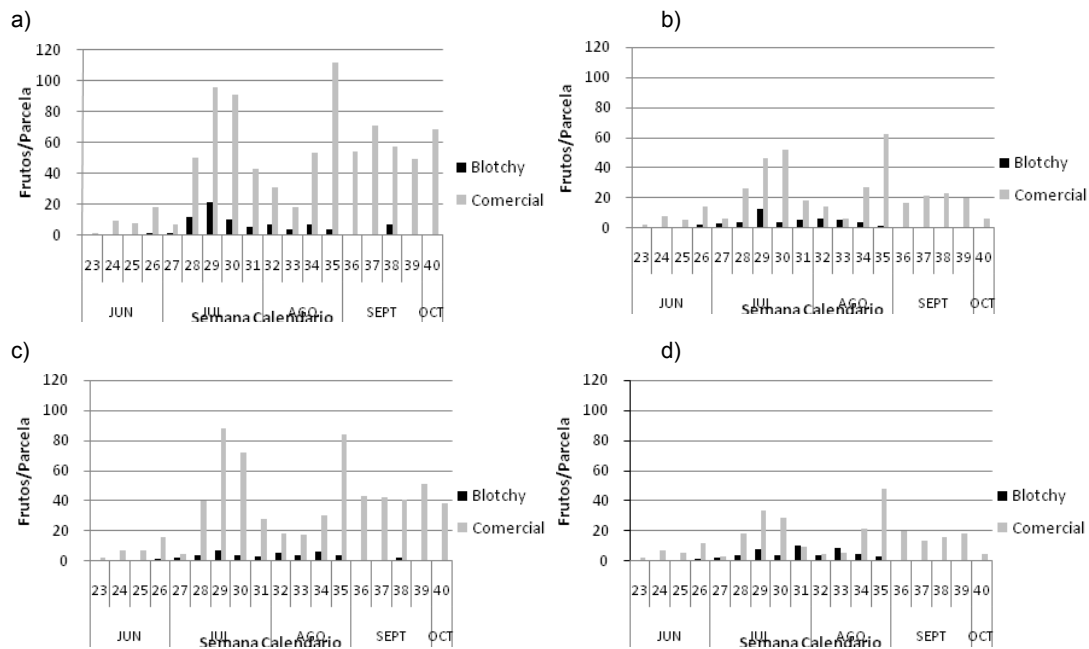 a)
120
100
80
60
40
20
0
Frutos/Parcela
23 24 25 26 27 28 29 30 31 32 33 34 35 36 37 38 39 40
JUN JUL AGO SEPT OCT
Semana Calendario
Blotchy
Comercial
b)
120
100
80
60
40
20
0
Frutos/Parcela
23 24 25 26 27 28 29 30 31 32 33 34 35 36 37 38 39 40
JUN JUL AGO SEPT OCT
Semana Calendario
Blotchy
Comercial
c)
120
100
80
60
40
20
0
Frutos/Parcela
23 24 25 26 27 28 29 30 31 32 33 34 35 36 37 38 39 40
JUN JUL AGO SEPT OCT
Semana Calendario
Blotchy
Comercial
d)
120
100
80
60
40
20
0
Frutos/Parcela
23 24 25 26 27 28 29 30 31 32 33 34 35 36 37 38 39 40
JUN JUL AGO SEPT OCT
Semana Calendario
Blotchy
Comercial